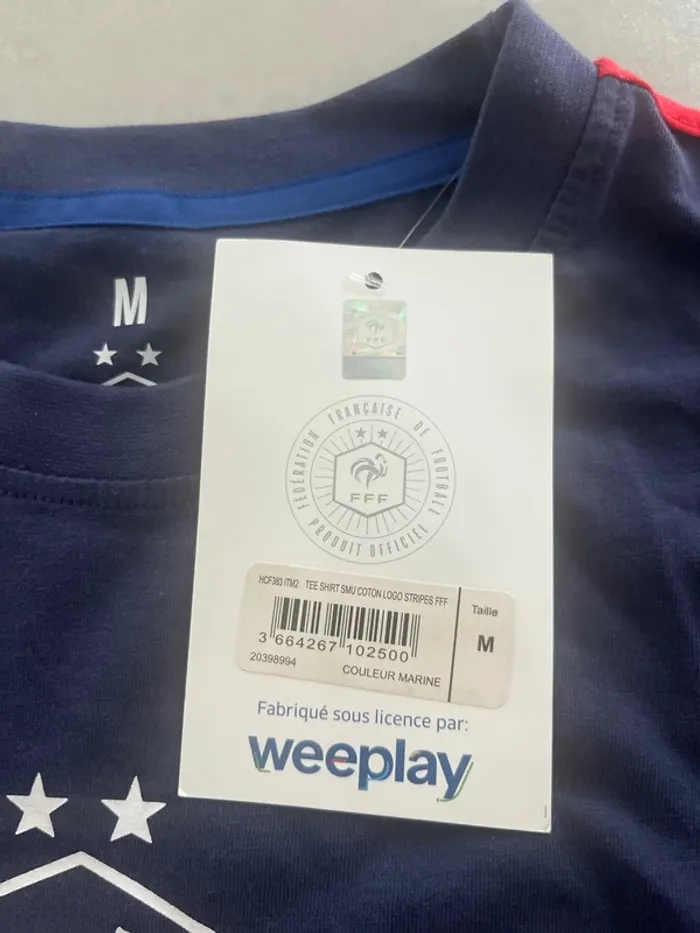 M
FFF
FÉDÉRATION FRANÇAISE DE FOOTBALL
FFF
PRODUIT OFFICIEL
HCF383 ITM2 TEE SHIRT SMU COTON LOGO STRIPES FFF
Taille
M
3 664267 102500
20398994
COULEUR MARINE
Fabriqué sous licence par:
weeplay